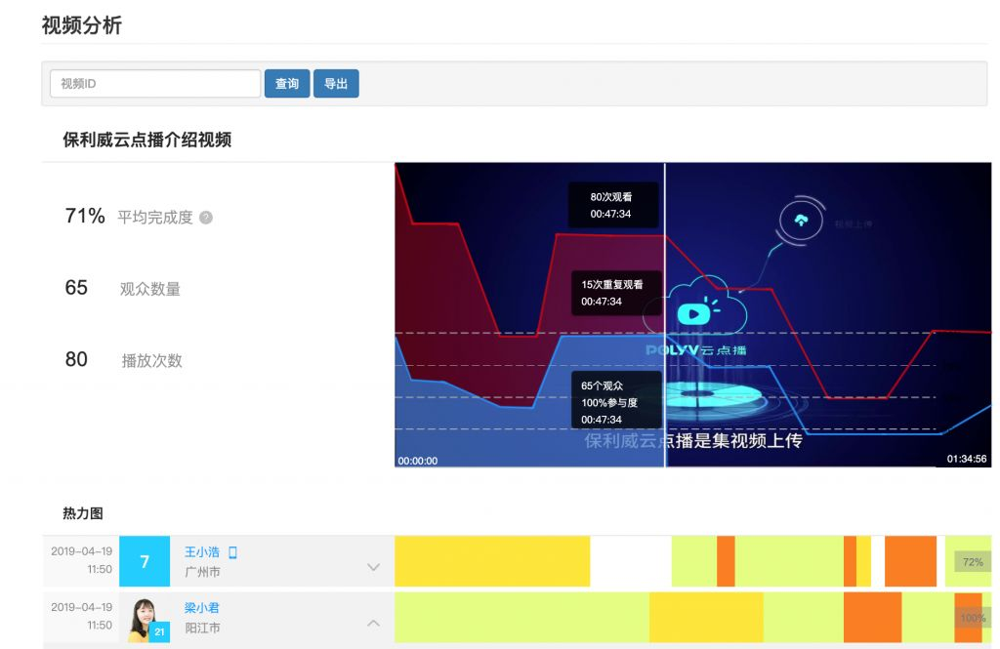 视频分析
视频ID 查询 导出
保利威云点播介绍视频
71% 平均完成度 ?
65 观众数量
80 播放次数
80次观看
00:47:34
视频上传
15次重复观看
00:47:34
POLYV云点播
65个观众
100%参与度
00:47:34
保利威云点播是集视频上传
00:00:00
01:34:56
热力图
2019-04-19
11:50
7
王小浩
广州市
72%
2019-04-19
11:50
21
梁小君
阳江市
100%